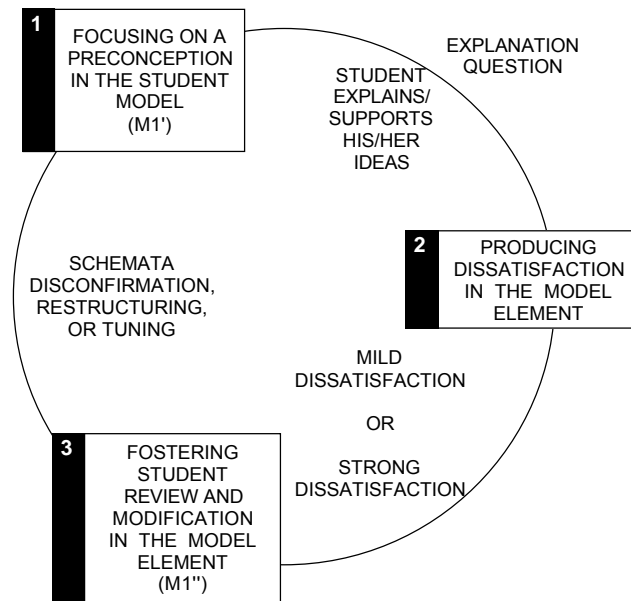 1
FOCUSING ON A
PRECONCEPTION
IN THE STUDENT
MODEL
(M1')
EXPLANATION
QUESTION
STUDENT
EXPLAINS/
SUPPORTS
HIS/HER
IDEAS
2
PRODUCING
DISSATISFACTION
IN THE MODEL
ELEMENT
SCHEMATA
DISCONFIRMATION,
RESTRUCTURING,
OR TUNING
MILD
DISSATISFACTION
OR
STRONG
DISSATISFACTION
3
FOSTERING
STUDENT
REVIEW AND
MODIFICATION
IN THE MODEL
ELEMENT
(M1")